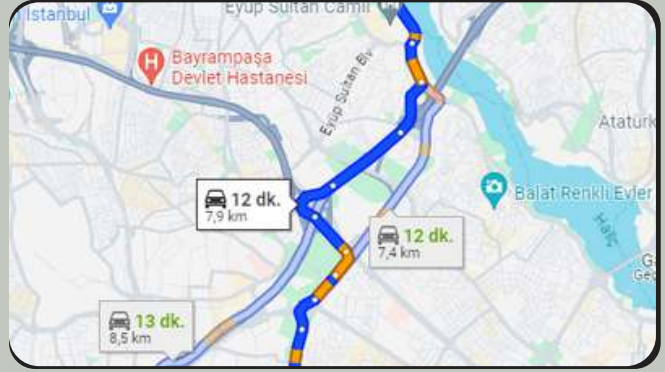 İstanbul
Eyüp Sultan Camii
Bayrampaşa
Devlet Hastanesi
Eyüp Sultan Blv
Atatürk
12 dk.
7,9 km
Balat Renkli Evler
Haliç
12 dk.
7,4 km
13 dk.
8,5 km